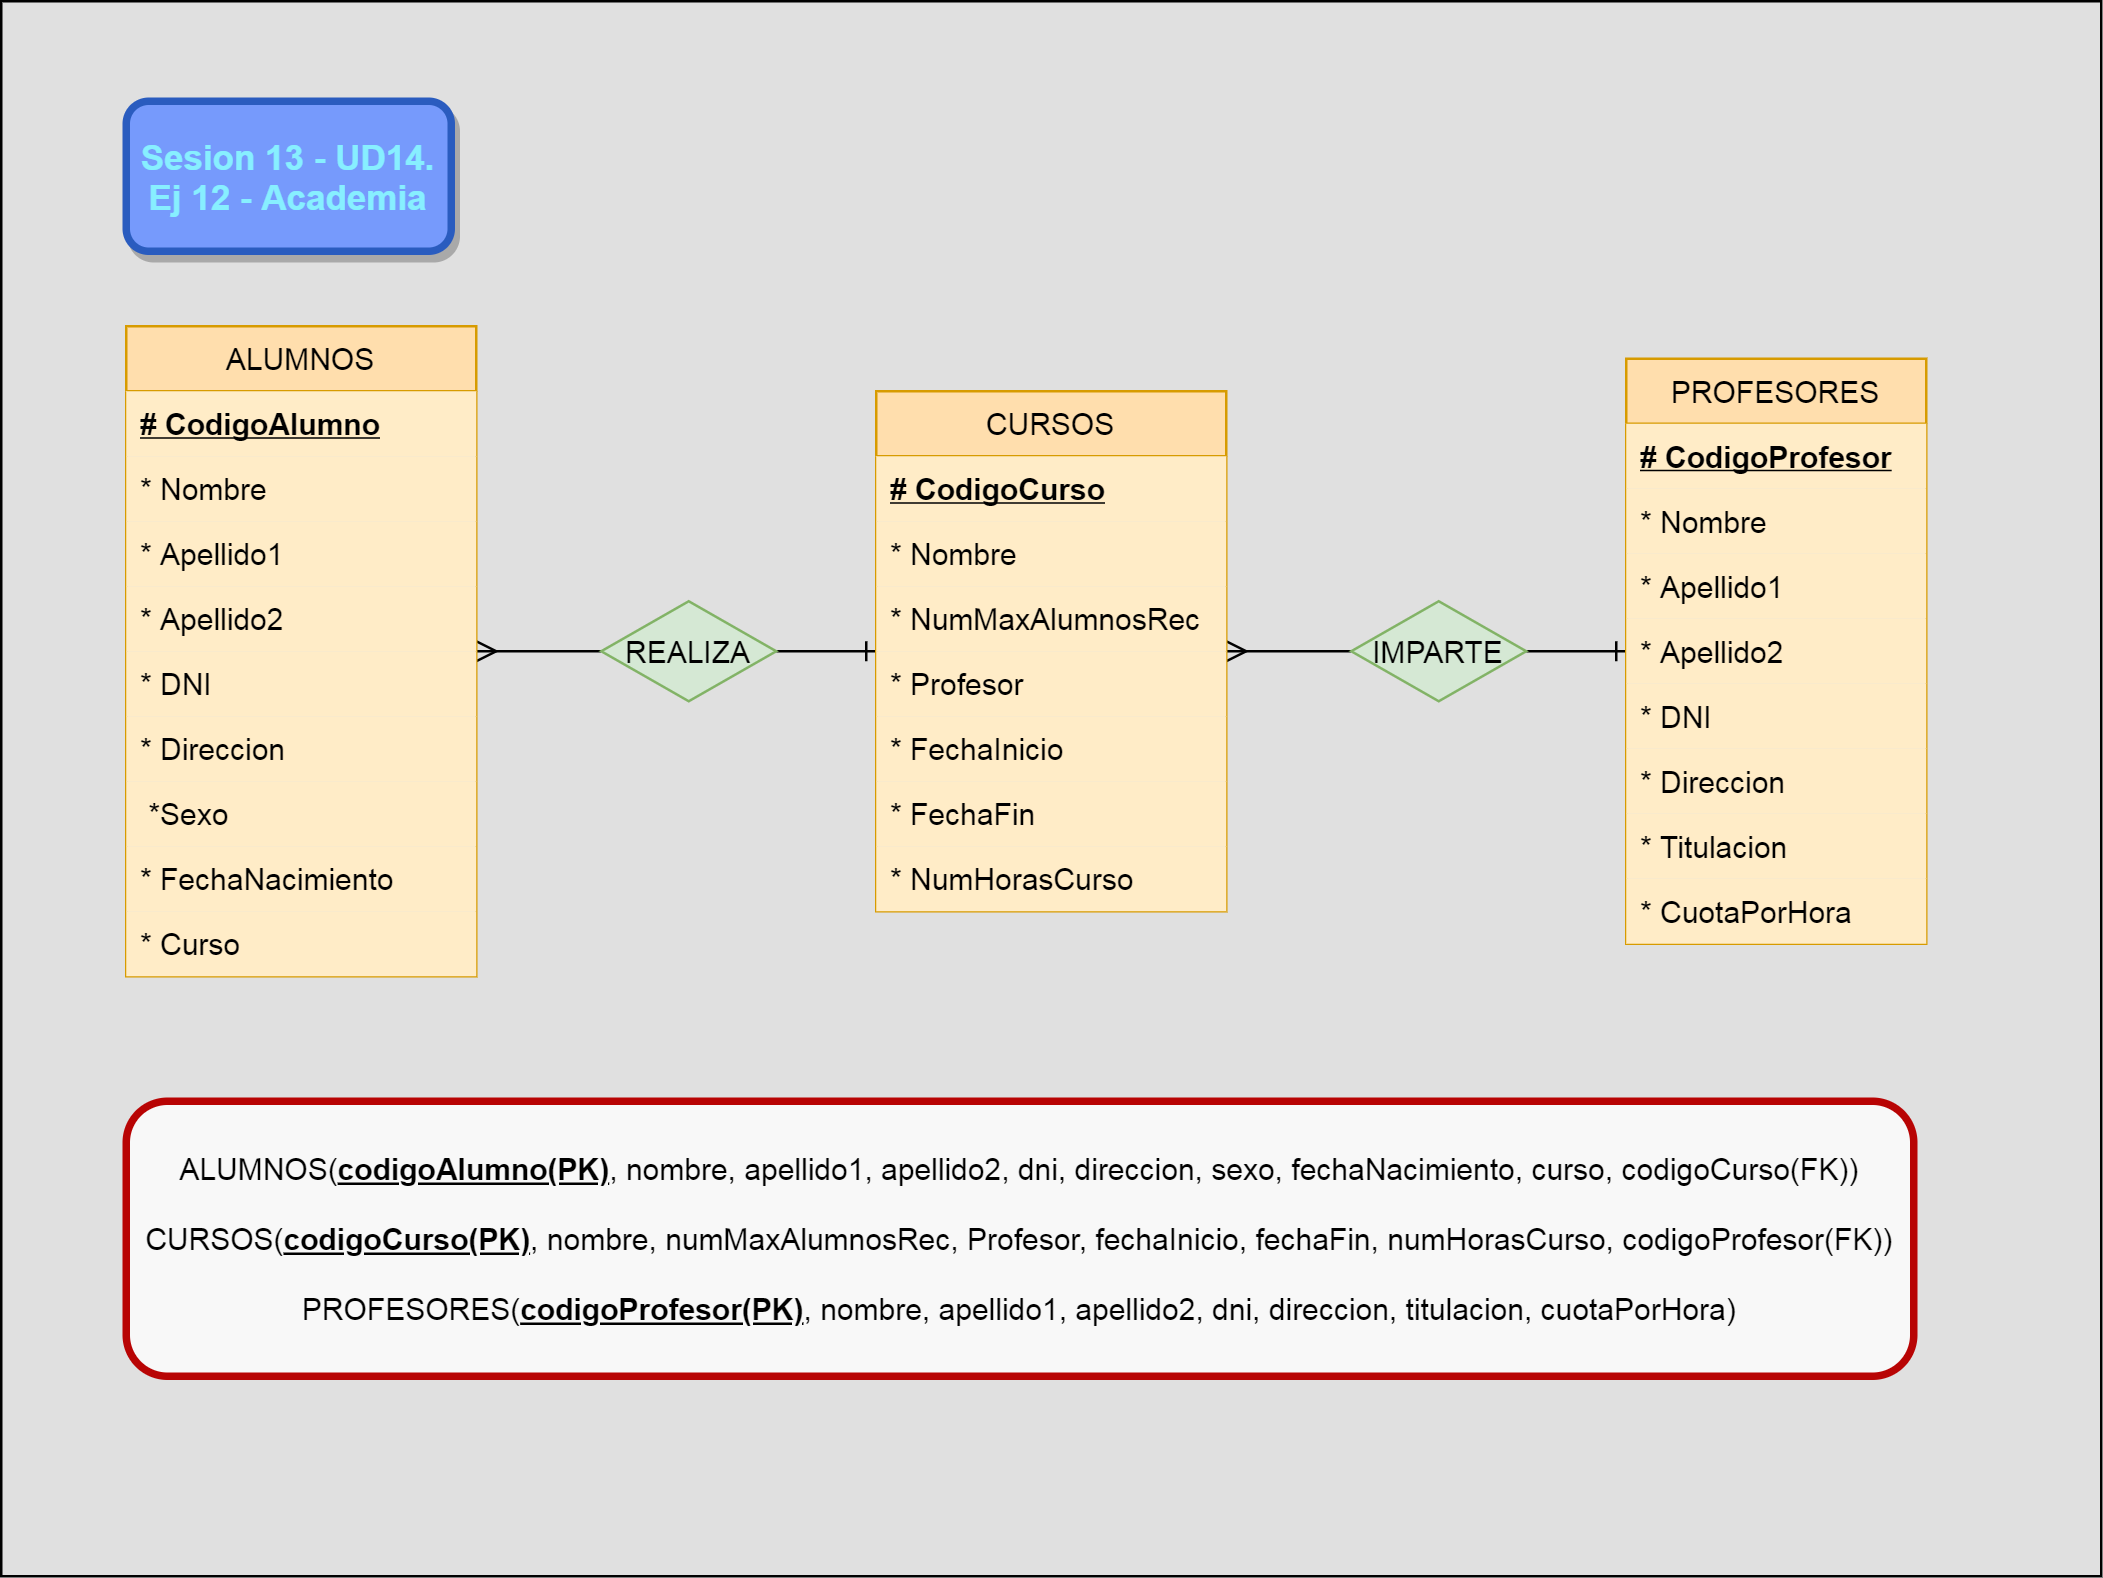 Sesion 13 - UD14.
Ej 12 - Academia
ALUMNOS
# CodigoAlumno
* Nombre
* Apellido1
* Apellido2
* DNI
* Direccion
*Sexo
* FechaNacimiento
* Curso
REALIZA
CURSOS
# CodigoCurso
* Nombre
* NumMaxAlumnosRec
* Profesor
* FechaInicio
* FechaFin
* NumHorasCurso
IMPARTE
PROFESORES
# CodigoProfesor
* Nombre
* Apellido1
* Apellido2
* DNI
* Direccion
* Titulacion
* CuotaPorHora
ALUMNOS(codigoAlumno(PK), nombre, apellido1, apellido2, dni, direccion, sexo, fechaNacimiento, curso, codigoCurso(FK))
CURSOS(codigoCurso(PK), nombre, numMaxAlumnosRec, Profesor, fechaInicio, fechaFin, numHorasCurso, codigoProfesor(FK))
PROFESORES(codigoProfesor(PK), nombre, apellido1, apellido2, dni, direccion, titulacion, cuotaPorHora)